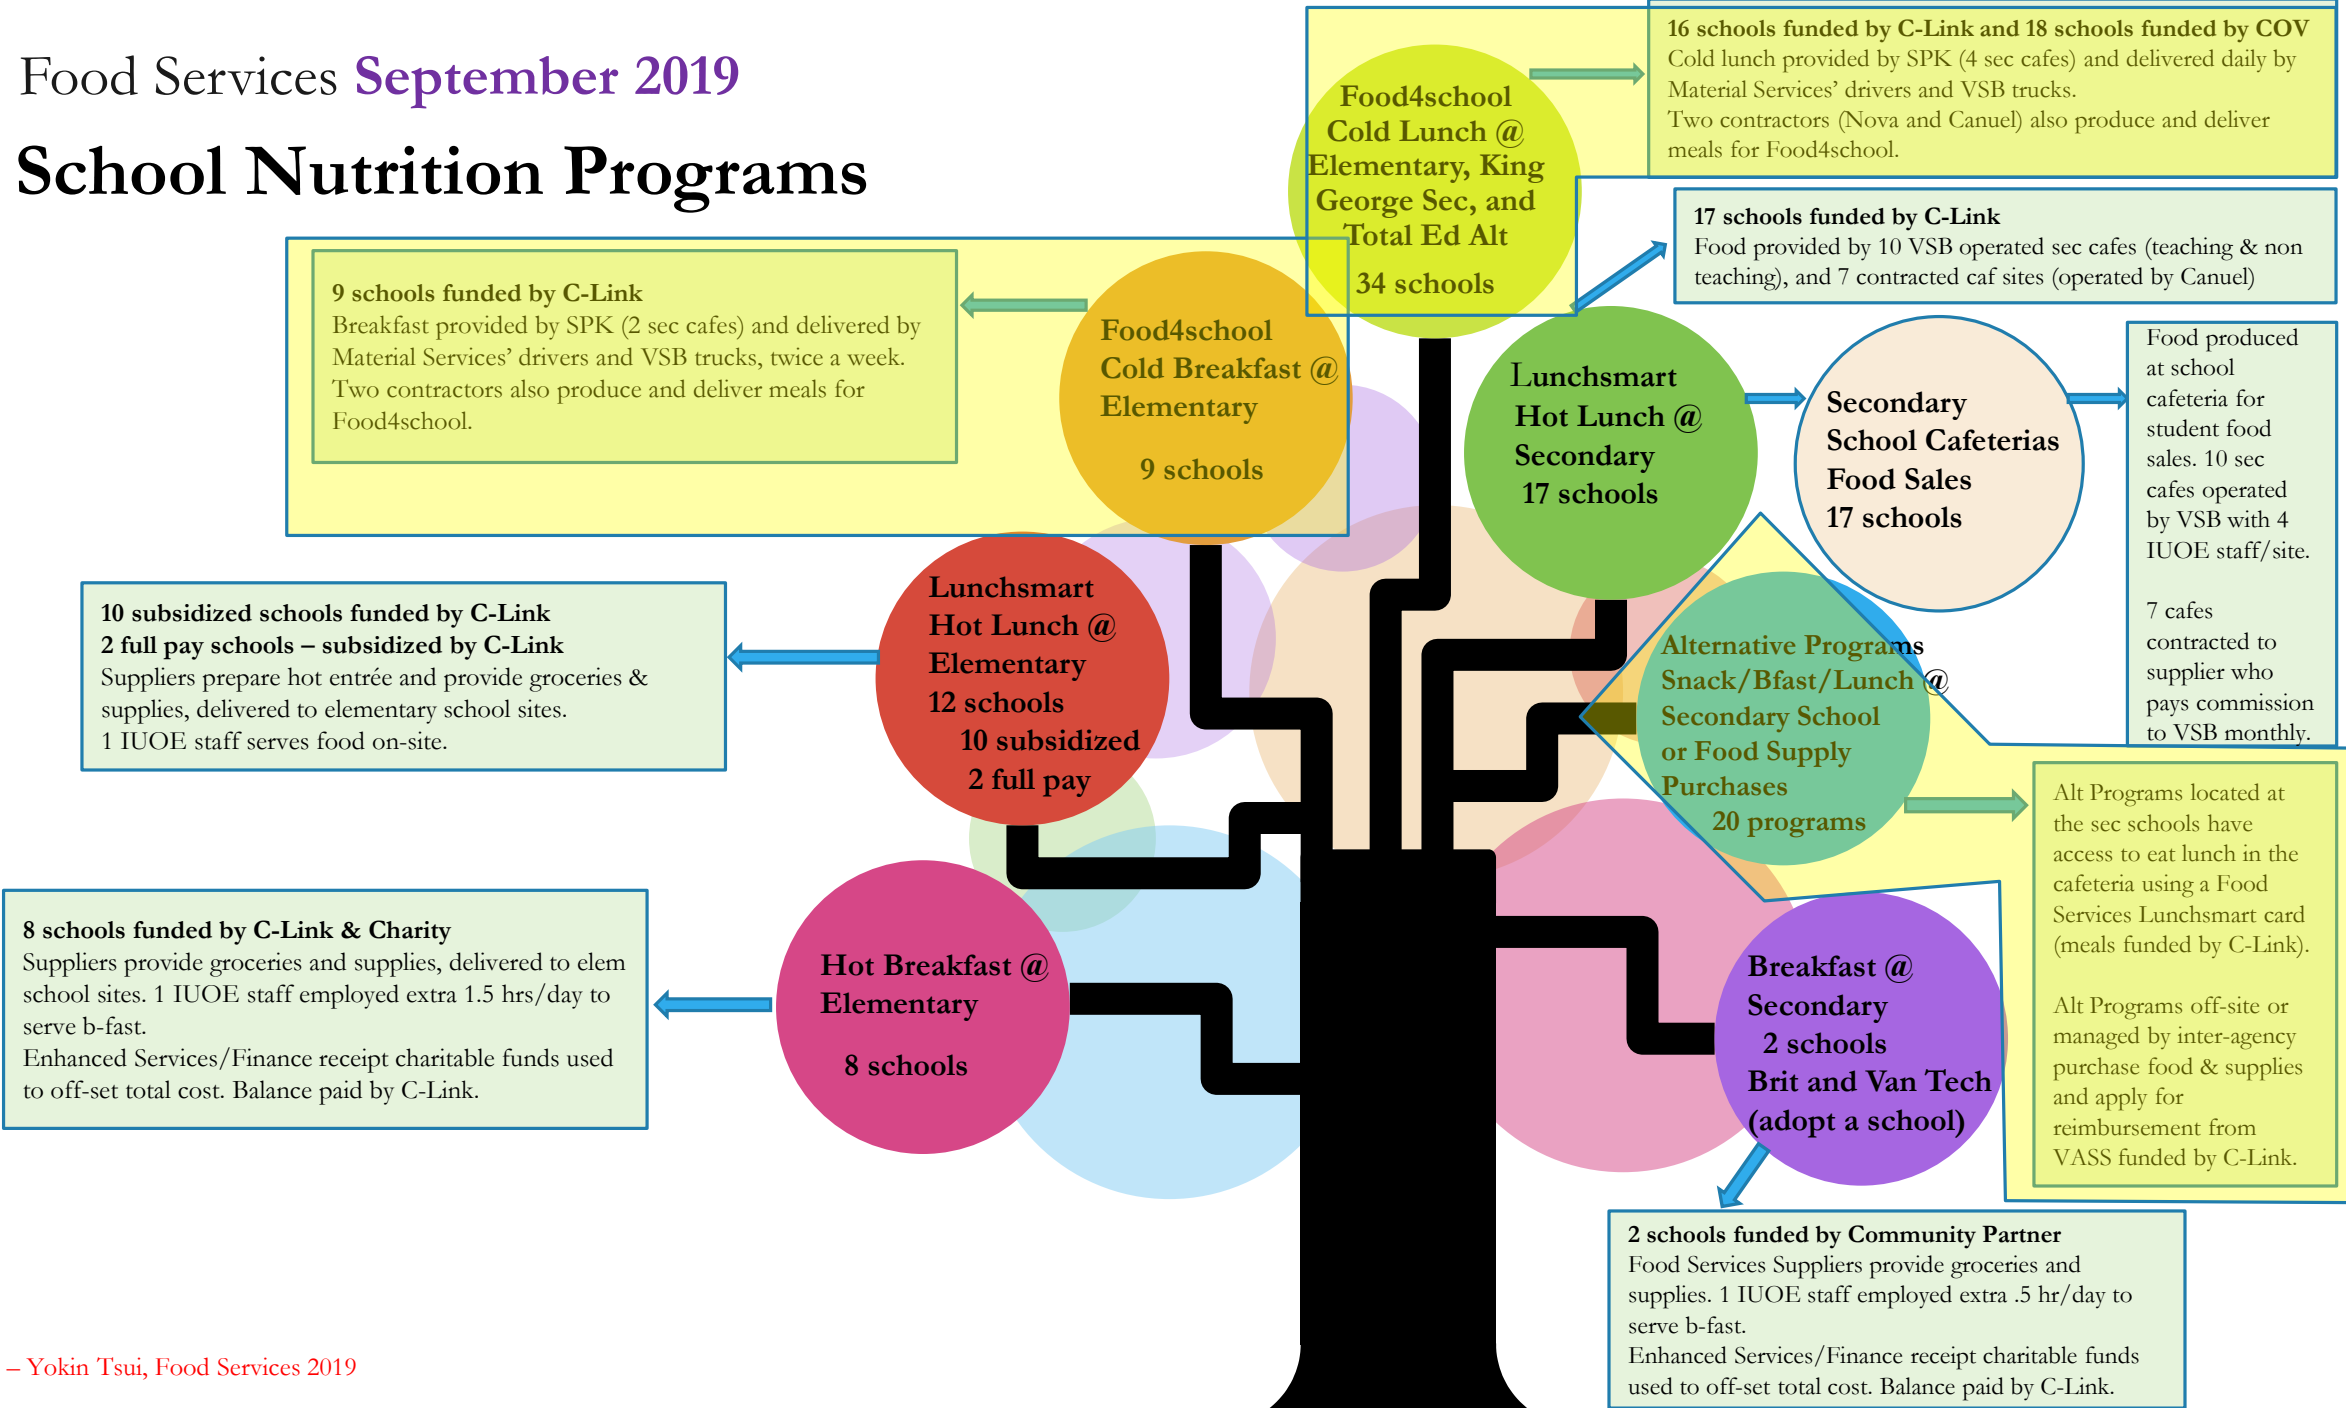 Food Services September 2019
School Nutrition Programs
Food4school
Cold Lunch @
Elementary, King
George Sec, and
Total Ed Alt
34 schools
16 schools funded by C-Link and 18 schools funded by COV
Cold lunch provided by SPK (4 sec cafes) and delivered daily by
Material Services’ drivers and VSB trucks.
Two contractors (Nova and Canuel) also produce and deliver
meals for Food4school.
17 schools funded by C-Link
Food provided by 10 VSB operated sec cafes (teaching & non
teaching), and 7 contracted caf sites (operated by Canuel)
9 schools funded by C-Link
Breakfast provided by SPK (2 sec cafes) and delivered by
Material Services’ drivers and VSB trucks, twice a week.
Two contractors also produce and deliver meals for
Food4school.
Food4school
Cold Breakfast @
Elementary
9 schools
Lunchsmart
Hot Lunch @
Secondary
17 schools
Secondary
School Cafeterias
Food Sales
17 schools
Food produced
at school
cafeteria for
student food
sales. 10 sec
cafes operated
by VSB with 4
IUOE staff/site.
7 cafes
contracted to
supplier who
pays commission
to VSB monthly.
10 subsidized schools funded by C-Link
2 full pay schools – subsidized by C-Link
Suppliers prepare hot entrée and provide groceries &
supplies, delivered to elementary school sites.
1 IUOE staff serves food on-site.
Lunchsmart
Hot Lunch @
Elementary
12 schools
10 subsidized
2 full pay
Alternative Programs
Snack/Bfast/Lunch @
Secondary School
or Food Supply
Purchases
20 programs
Alt Programs located at
the sec schools have
access to eat lunch in the
cafeteria using a Food
Services Lunchsmart card
(meals funded by C-Link).
Alt Programs off-site or
managed by inter-agency
purchase food & supplies
and apply for
reimbursement from
VASS funded by C-Link.
8 schools funded by C-Link & Charity
Suppliers provide groceries and supplies, delivered to elem
school sites. 1 IUOE staff employed extra 1.5 hrs/day to
serve b-fast.
Enhanced Services/Finance receipt charitable funds used
to off-set total cost. Balance paid by C-Link.
Hot Breakfast @
Elementary
8 schools
Breakfast @
Secondary
2 schools
Brit and Van Tech
(adopt a school)
2 schools funded by Community Partner
Food Services Suppliers provide groceries and
supplies. 1 IUOE staff employed extra .5 hr/day to
serve b-fast.
Enhanced Services/Finance receipt charitable funds
used to off-set total cost. Balance paid by C-Link.
– Yokin Tsui, Food Services 2019